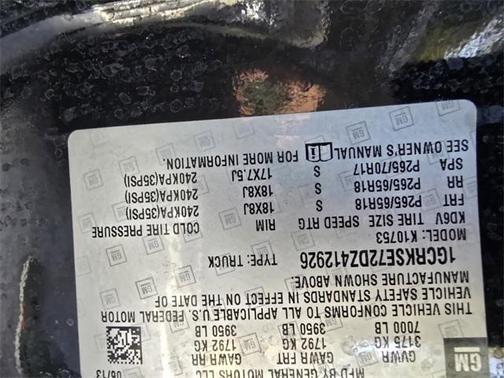 GM
MFD BY GENERAL MOTORS LLC
06/13
GVWR GAWR FRT GAWR RR
3175 KG 1792 KG 1792 KG
7000 LB 3950 LB 3950 LB
THIS VEHICLE CONFORMS TO ALL APPLICABLE U.S. FEDERAL MOTOR
VEHICLE SAFETY STANDARDS IN EFFECT ON THE DATE OF
MANUFACTURE SHOWN ABOVE.
1GCRKSE72DZ412926 TYPE: TRUCK
MODEL: K10753
KDEV TIRE SIZE SPEED RTG RIM COLD TIRE PRESSURE
FRT P265/65R18 S 18X8J 240KPA(35PSI)
RR P265/65R18 S 18X8J 240KPA(35PSI)
SPA P265/70R17 S 17X7.5J 240KPA(35PSI)
SEE OWNER'S MANUAL FOR MORE INFORMATION.